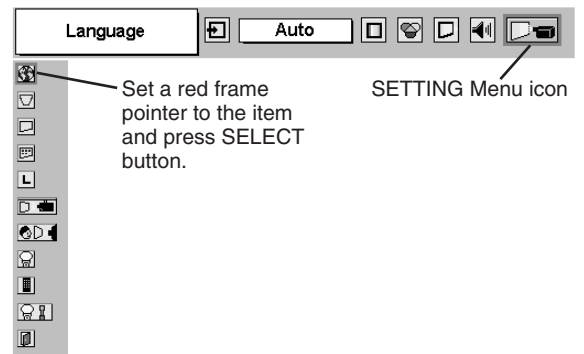 Language
Auto
Set a red frame
pointer to the item
and press SELECT
button.
SETTING Menu icon
L